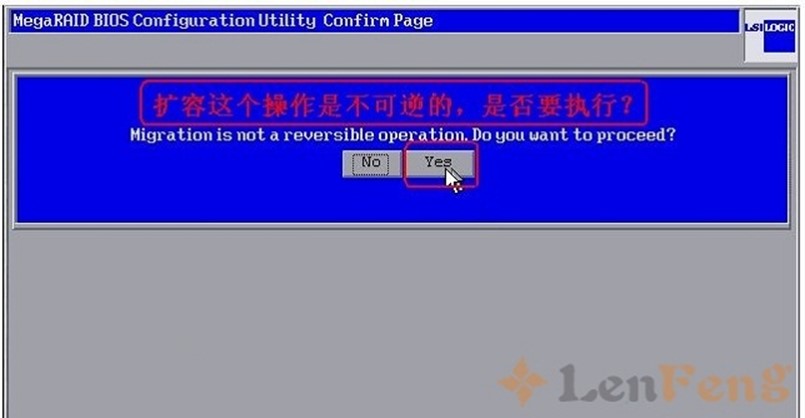 MegaRAID BIOS Configuration Utility Confirm Page
LSI LOGIC
扩容这个操作是不可逆的，是否要执行？
Migration is not a reversible operation. Do you want to proceed?
No Yes
LenFeng